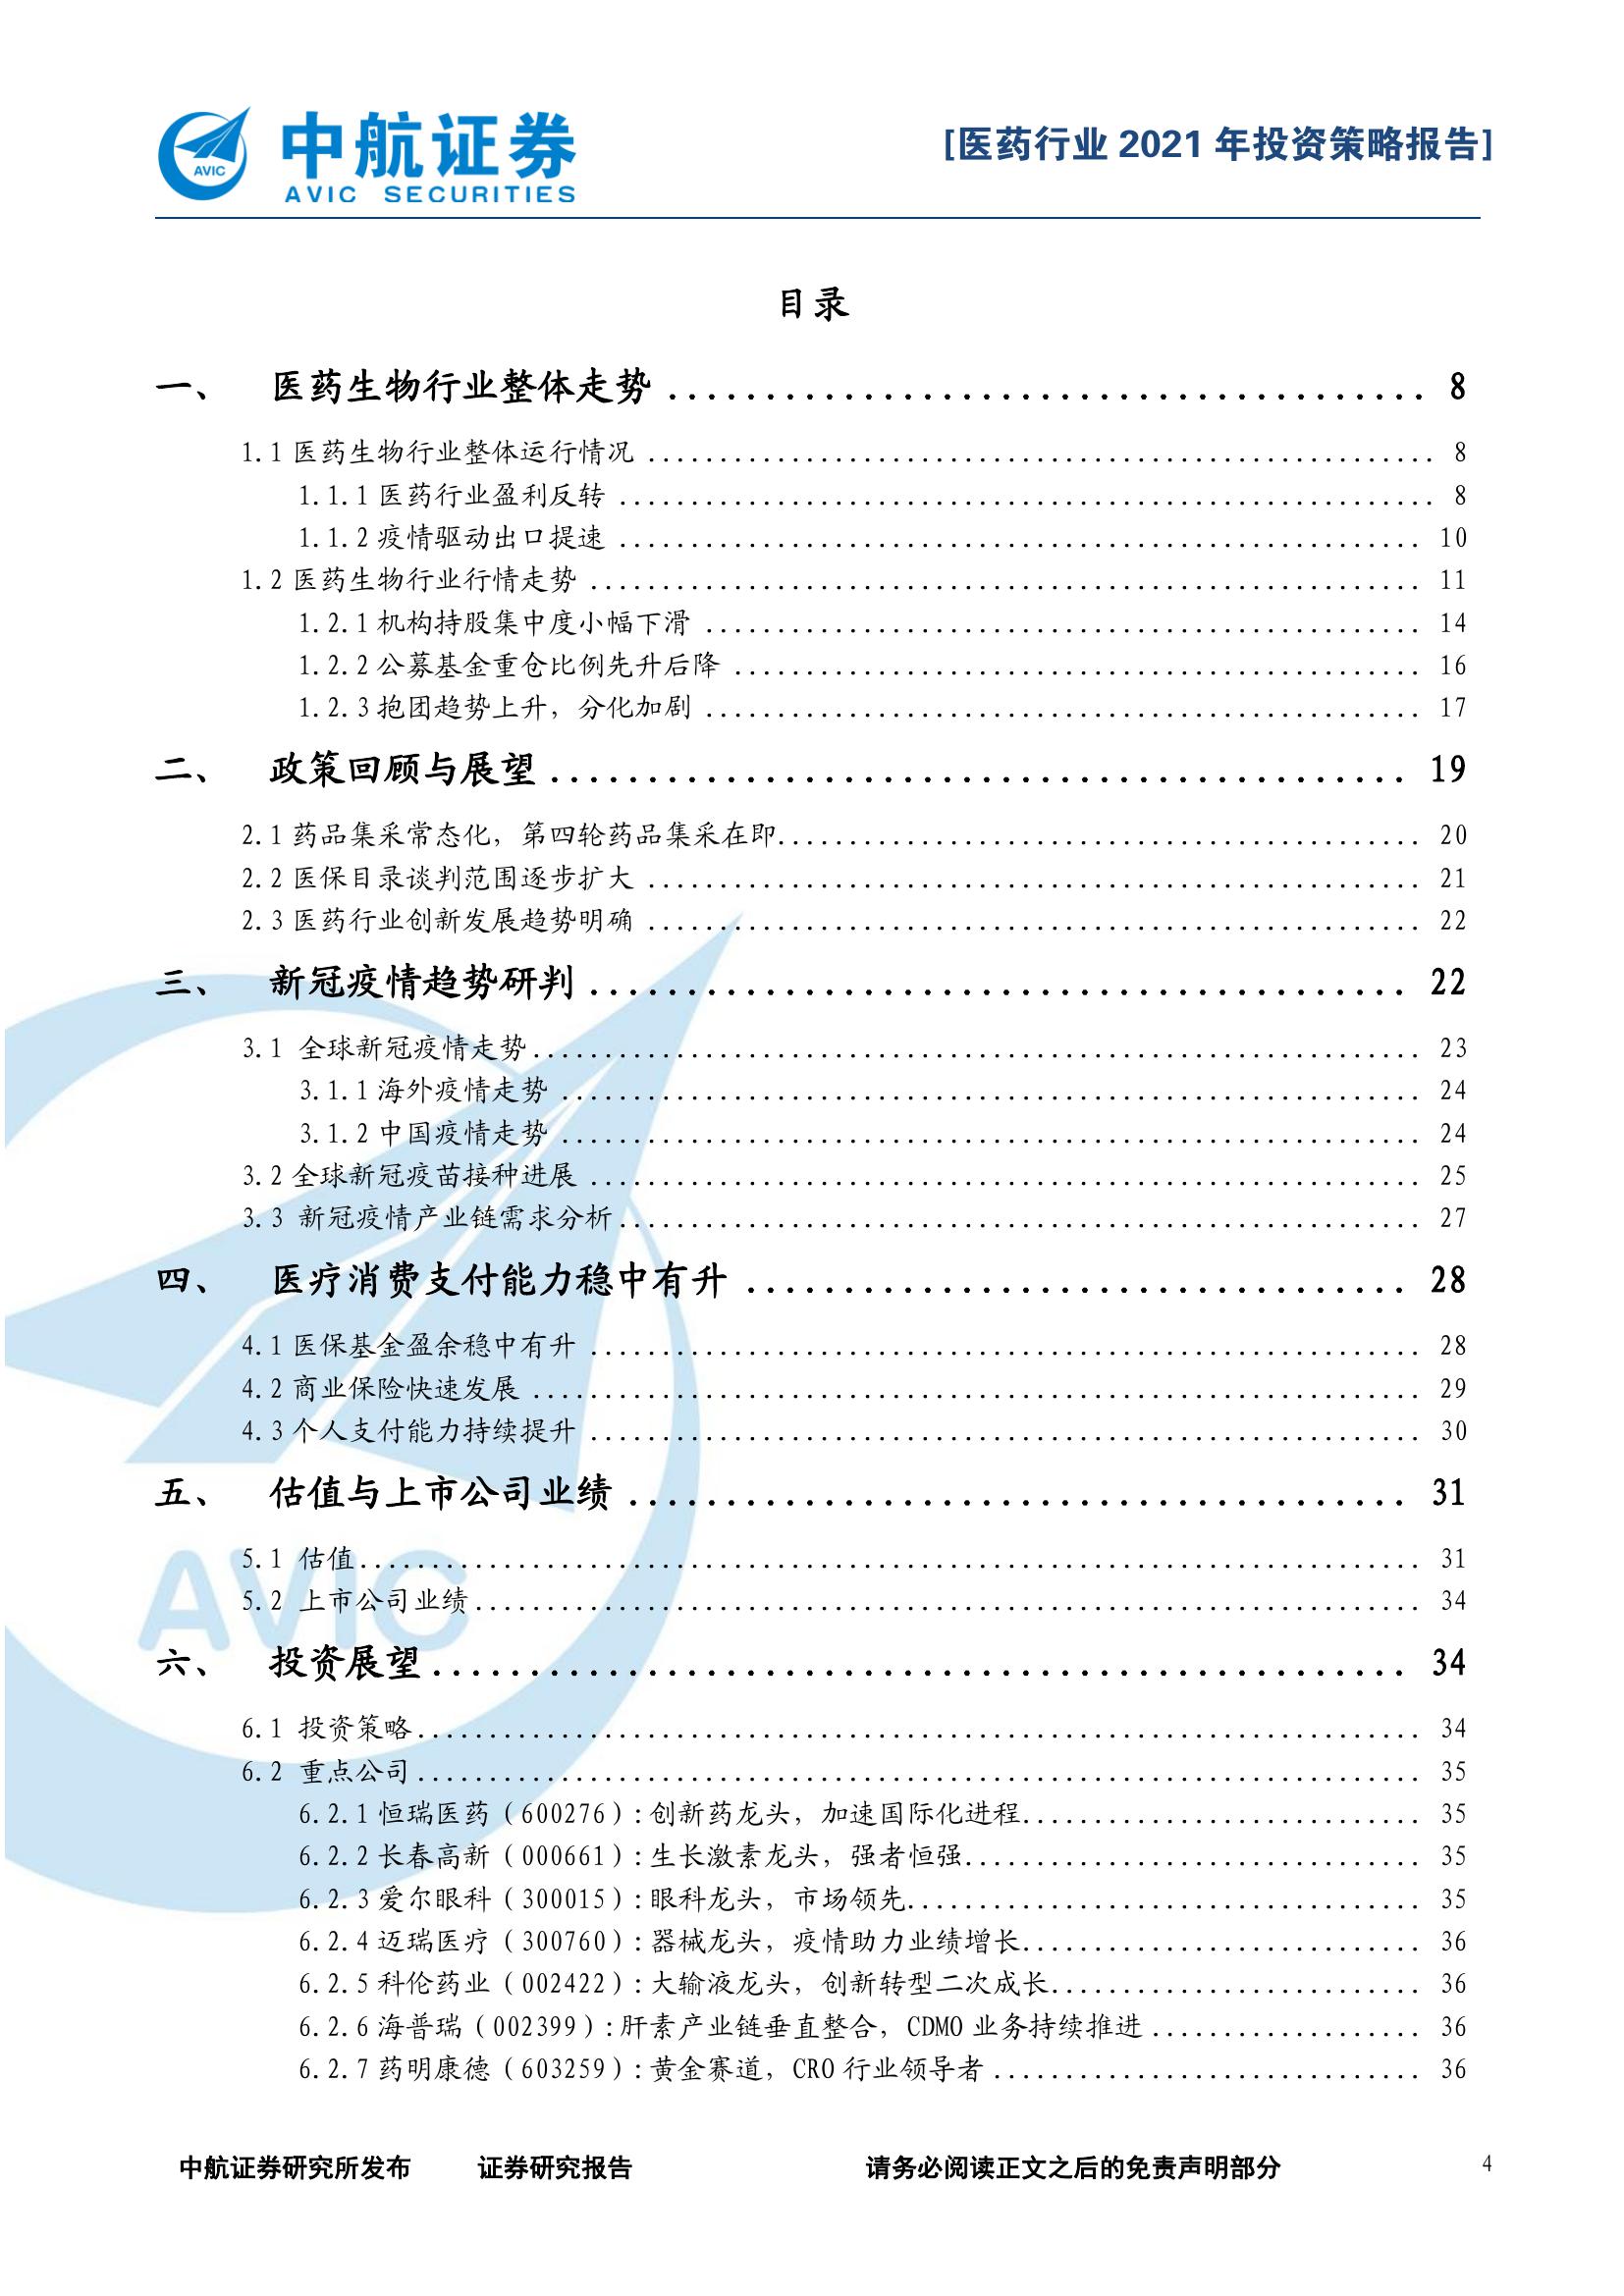 中航证券
AVIC SECURITIES
AVIC
[医药行业 2021 年投资策略报告]
目录
一、 医药生物行业整体走势 ........................................ 8
1.1 医药生物行业整体运行情况 ........................................ 8
1.1.1 医药行业盈利反转 ........................................ 8
1.1.2 疫情驱动出口提速 ........................................ 10
1.2 医药生物行业行情走势 ........................................ 11
1.2.1 机构持股集中度小幅下滑 ........................................ 14
1.2.2 公募基金重仓比例先升后降 ........................................ 16
1.2.3 抱团趋势上升，分化加剧 ........................................ 17
二、 政策回顾与展望 ........................................ 19
2.1 药品集采常态化，第四轮药品集采在即 ........................................ 20
2.2 医保目录谈判范围逐步扩大 ........................................ 21
2.3 医药行业创新发展趋势明确 ........................................ 22
三、 新冠疫情趋势研判 ........................................ 22
3.1 全球新冠疫情走势 ........................................ 23
3.1.1 海外疫情走势 ........................................ 24
3.1.2 中国疫情走势 ........................................ 24
3.2 全球新冠疫苗接种进展 ........................................ 25
3.3 新冠疫情产业链需求分析 ........................................ 27
四、 医疗消费支付能力稳中有升 ........................................ 28
4.1 医保基金盈余稳中有升 ........................................ 28
4.2 商业保险快速发展 ........................................ 29
4.3 个人支付能力持续提升 ........................................ 30
五、 估值与上市公司业绩 ........................................ 31
5.1 估值 ........................................ 31
5.2 上市公司业绩 ........................................ 34
AVIC
六、 投资展望 ........................................ 34
6.1 投资策略 ........................................ 34
6.2 重点公司 ........................................ 35
6.2.1 恒瑞医药（600276）:创新药龙头，加速国际化进程 ........................................ 35
6.2.2 长春高新（000661）:生长激素龙头，强者恒强 ........................................ 35
6.2.3 爱尔眼科（300015）:眼科龙头，市场领先 ........................................ 35
6.2.4 迈瑞医疗（300760）:器械龙头，疫情助力业绩增长 ........................................ 36
6.2.5 科伦药业（002422）:大输液龙头，创新转型二次成长 ........................................ 36
6.2.6 海普瑞（002399）:肝素产业链垂直整合，CDMO 业务持续推进 ........................................ 36
6.2.7 药明康德（603259）:黄金赛道，CRO 行业领导者 ........................................ 36
中航证券研究所发布 证券研究报告 请务必阅读正文之后的免责声明部分 4